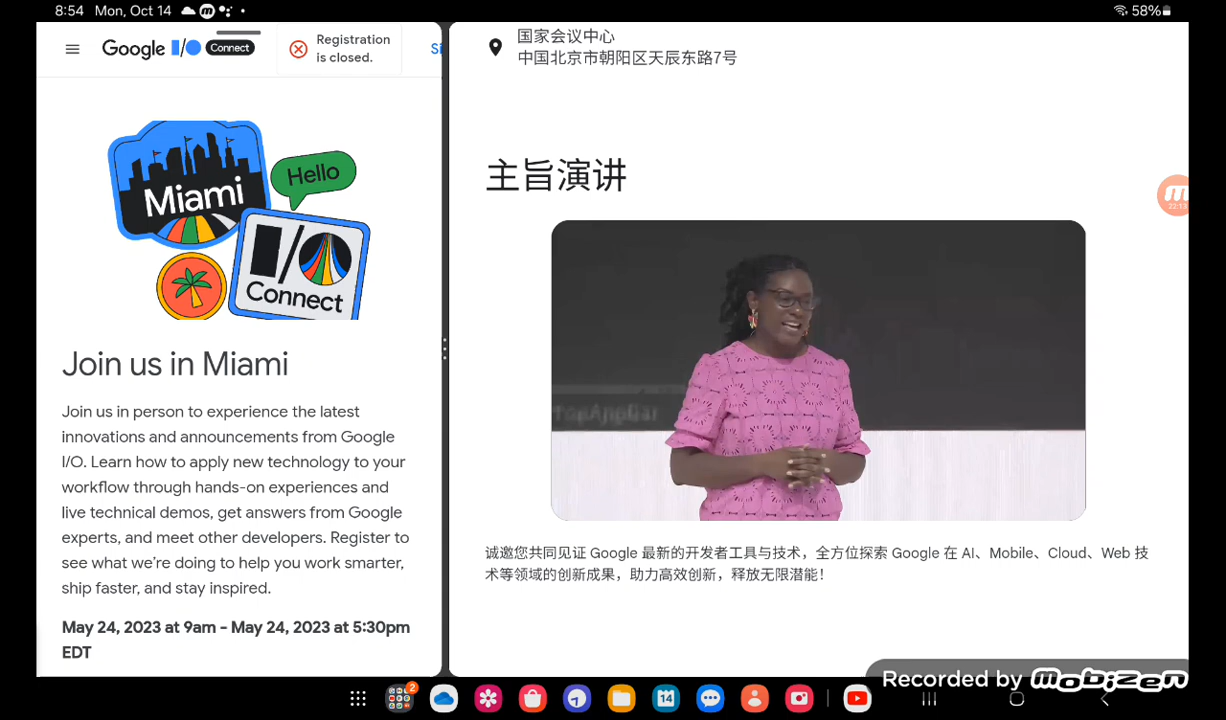 8:54 Mon, Oct 14
58%
Google I/O Connect
Registration
is closed.
Miami
Hello
I/O
Connect
Join us in Miami
Join us in person to experience the latest
innovations and announcements from Google
I/O. Learn how to apply new technology to your
workflow through hands-on experiences and
live technical demos, get answers from Google
experts, and meet other developers. Register to
see what we're doing to help you work smarter,
ship faster, and stay inspired.
May 24, 2023 at 9am - May 24, 2023 at 5:30pm
EDT
国家会议中心
中国北京市朝阳区天辰东路7号
主旨演讲
TopAppBar
诚邀您共同见证 Google 最新的开发者工具与技术，全方位探索 Google 在 AI、Mobile、Cloud、Web 技
术等领域的创新成果，助力高效创新，释放无限潜能！
22:13
2
14
Recorded by mobizen